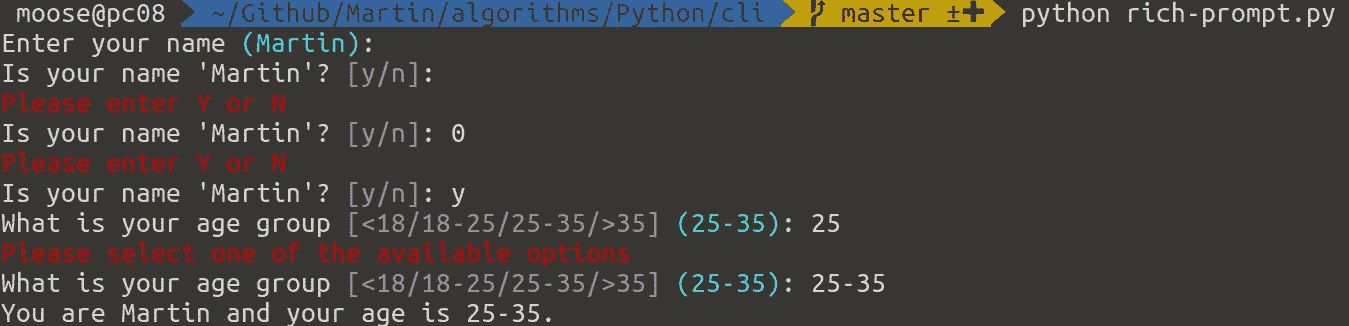 moose@pc08 ~/Github/Martin/algorithms/Python/cli master ±✚ python rich-prompt.py
Enter your name (Martin):
Is your name 'Martin'? [y/n]:
Please enter Y or N
Is your name 'Martin'? [y/n]: 0
Please enter Y or N
Is your name 'Martin'? [y/n]: y
What is your age group [<18/18-25/25-35/>35] (25-35): 25
Please select one of the available options
What is your age group [<18/18-25/25-35/>35] (25-35): 25-35
You are Martin and your age is 25-35.